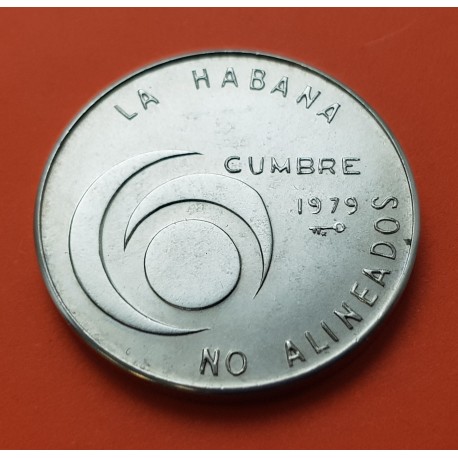 LA HABANA
CUMBRE
1979
NO ALINEADOS